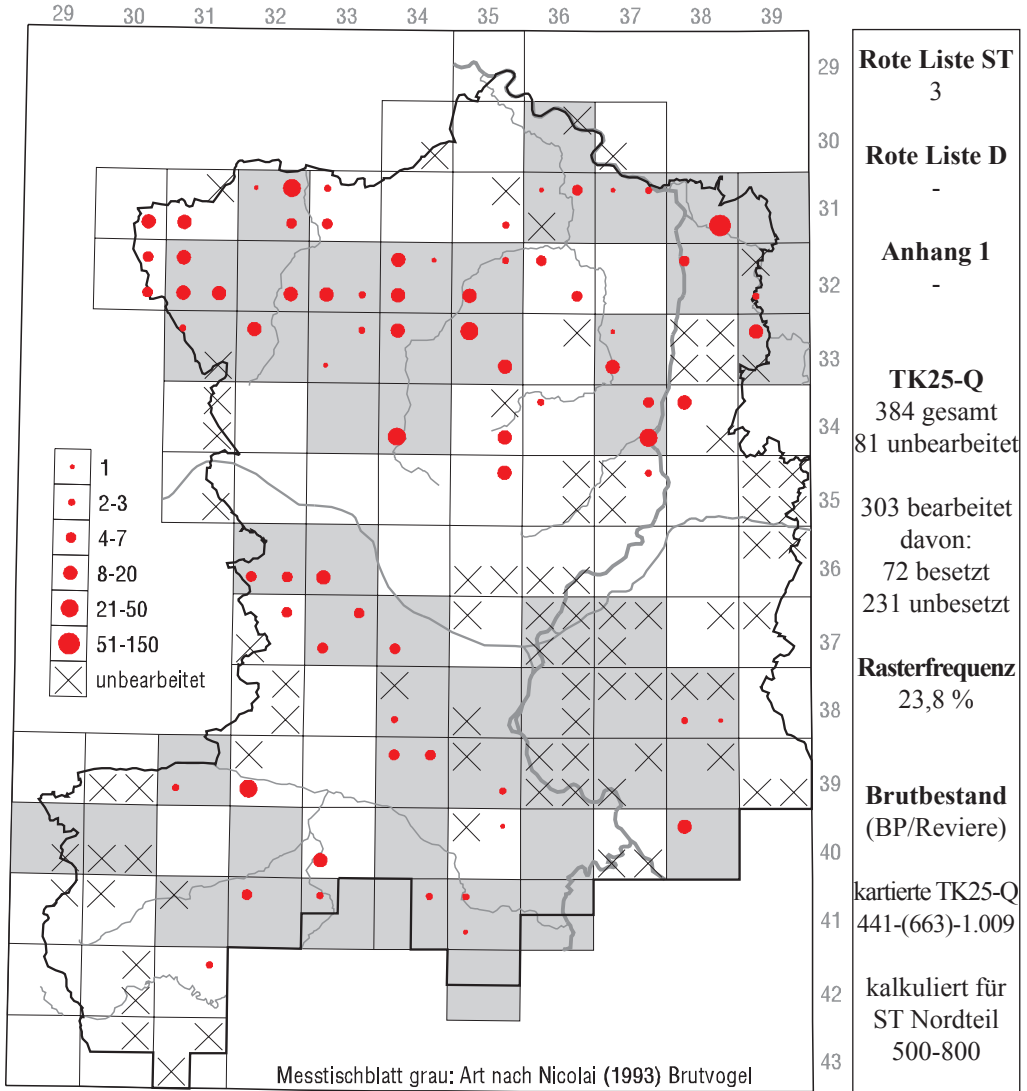 29 30 31 32 33 34 35 36 37 38 39
29
30
31
32
33
34
35
36
37
38
39
40
41
42
43
1
2-3
4-7
8-20
21-50
51-150
unbearbeitet
Messtischblatt grau: Art nach Nicolai (1993) Brutvogel
Rote Liste ST
3
Rote Liste D
-
Anhang 1
-
TK25-Q
384 gesamt
81 unbearbeitet
303 bearbeitet
davon:
72 besetzt
231 unbesetzt
Rasterfrequenz
23,8 %
Brutbestand
(BP/Reviere)
kartierte TK25-Q
441-(663)-1.009
kalkuliert für
ST Nordteil
500-800